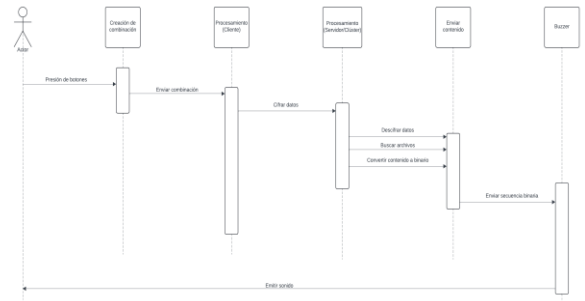 Creación de
combinación
Procesamiento
(Cliente)
Procesamiento
(Servidor/Clúster)
Enviar
contenido
Buzzer
Actor
Presión de botones
Enviar combinación
Cifrar datos
Descifrar datos
Buscar archivos
Convertir contenido a binario
Enviar secuencia binaria
Emitir sonido